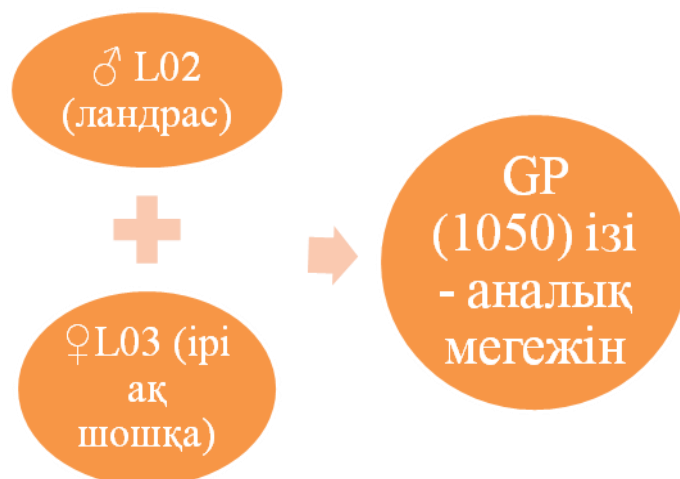 ♂ L02
(ландрас)
♀L03 (ірі
ақ
шошқа)
GP
(1050) ізі
- аналық
мегежін